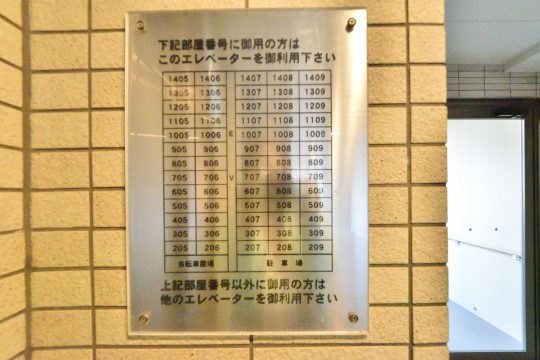 下記部屋番号に御用の方は
このエレベーターを御利用下さい
1405 1406 1407 1408 1409
1305 1306 1307 1308 1309
1205 1206 1207 1208 1209
1105 1106 1107 1108 1109
1005 1006 E 1007 1008 1009
905 906 907 908 909
805 806 807 808 809
705 706 V 707 708 709
605 606 607 608 609
505 506 507 508 509
405 406 407 408 409
305 306 307 308 309
205 206 207 208 209
自転車置場 駐車場
上記部屋番号以外に御用の方は
他のエレベーターを御利用下さい